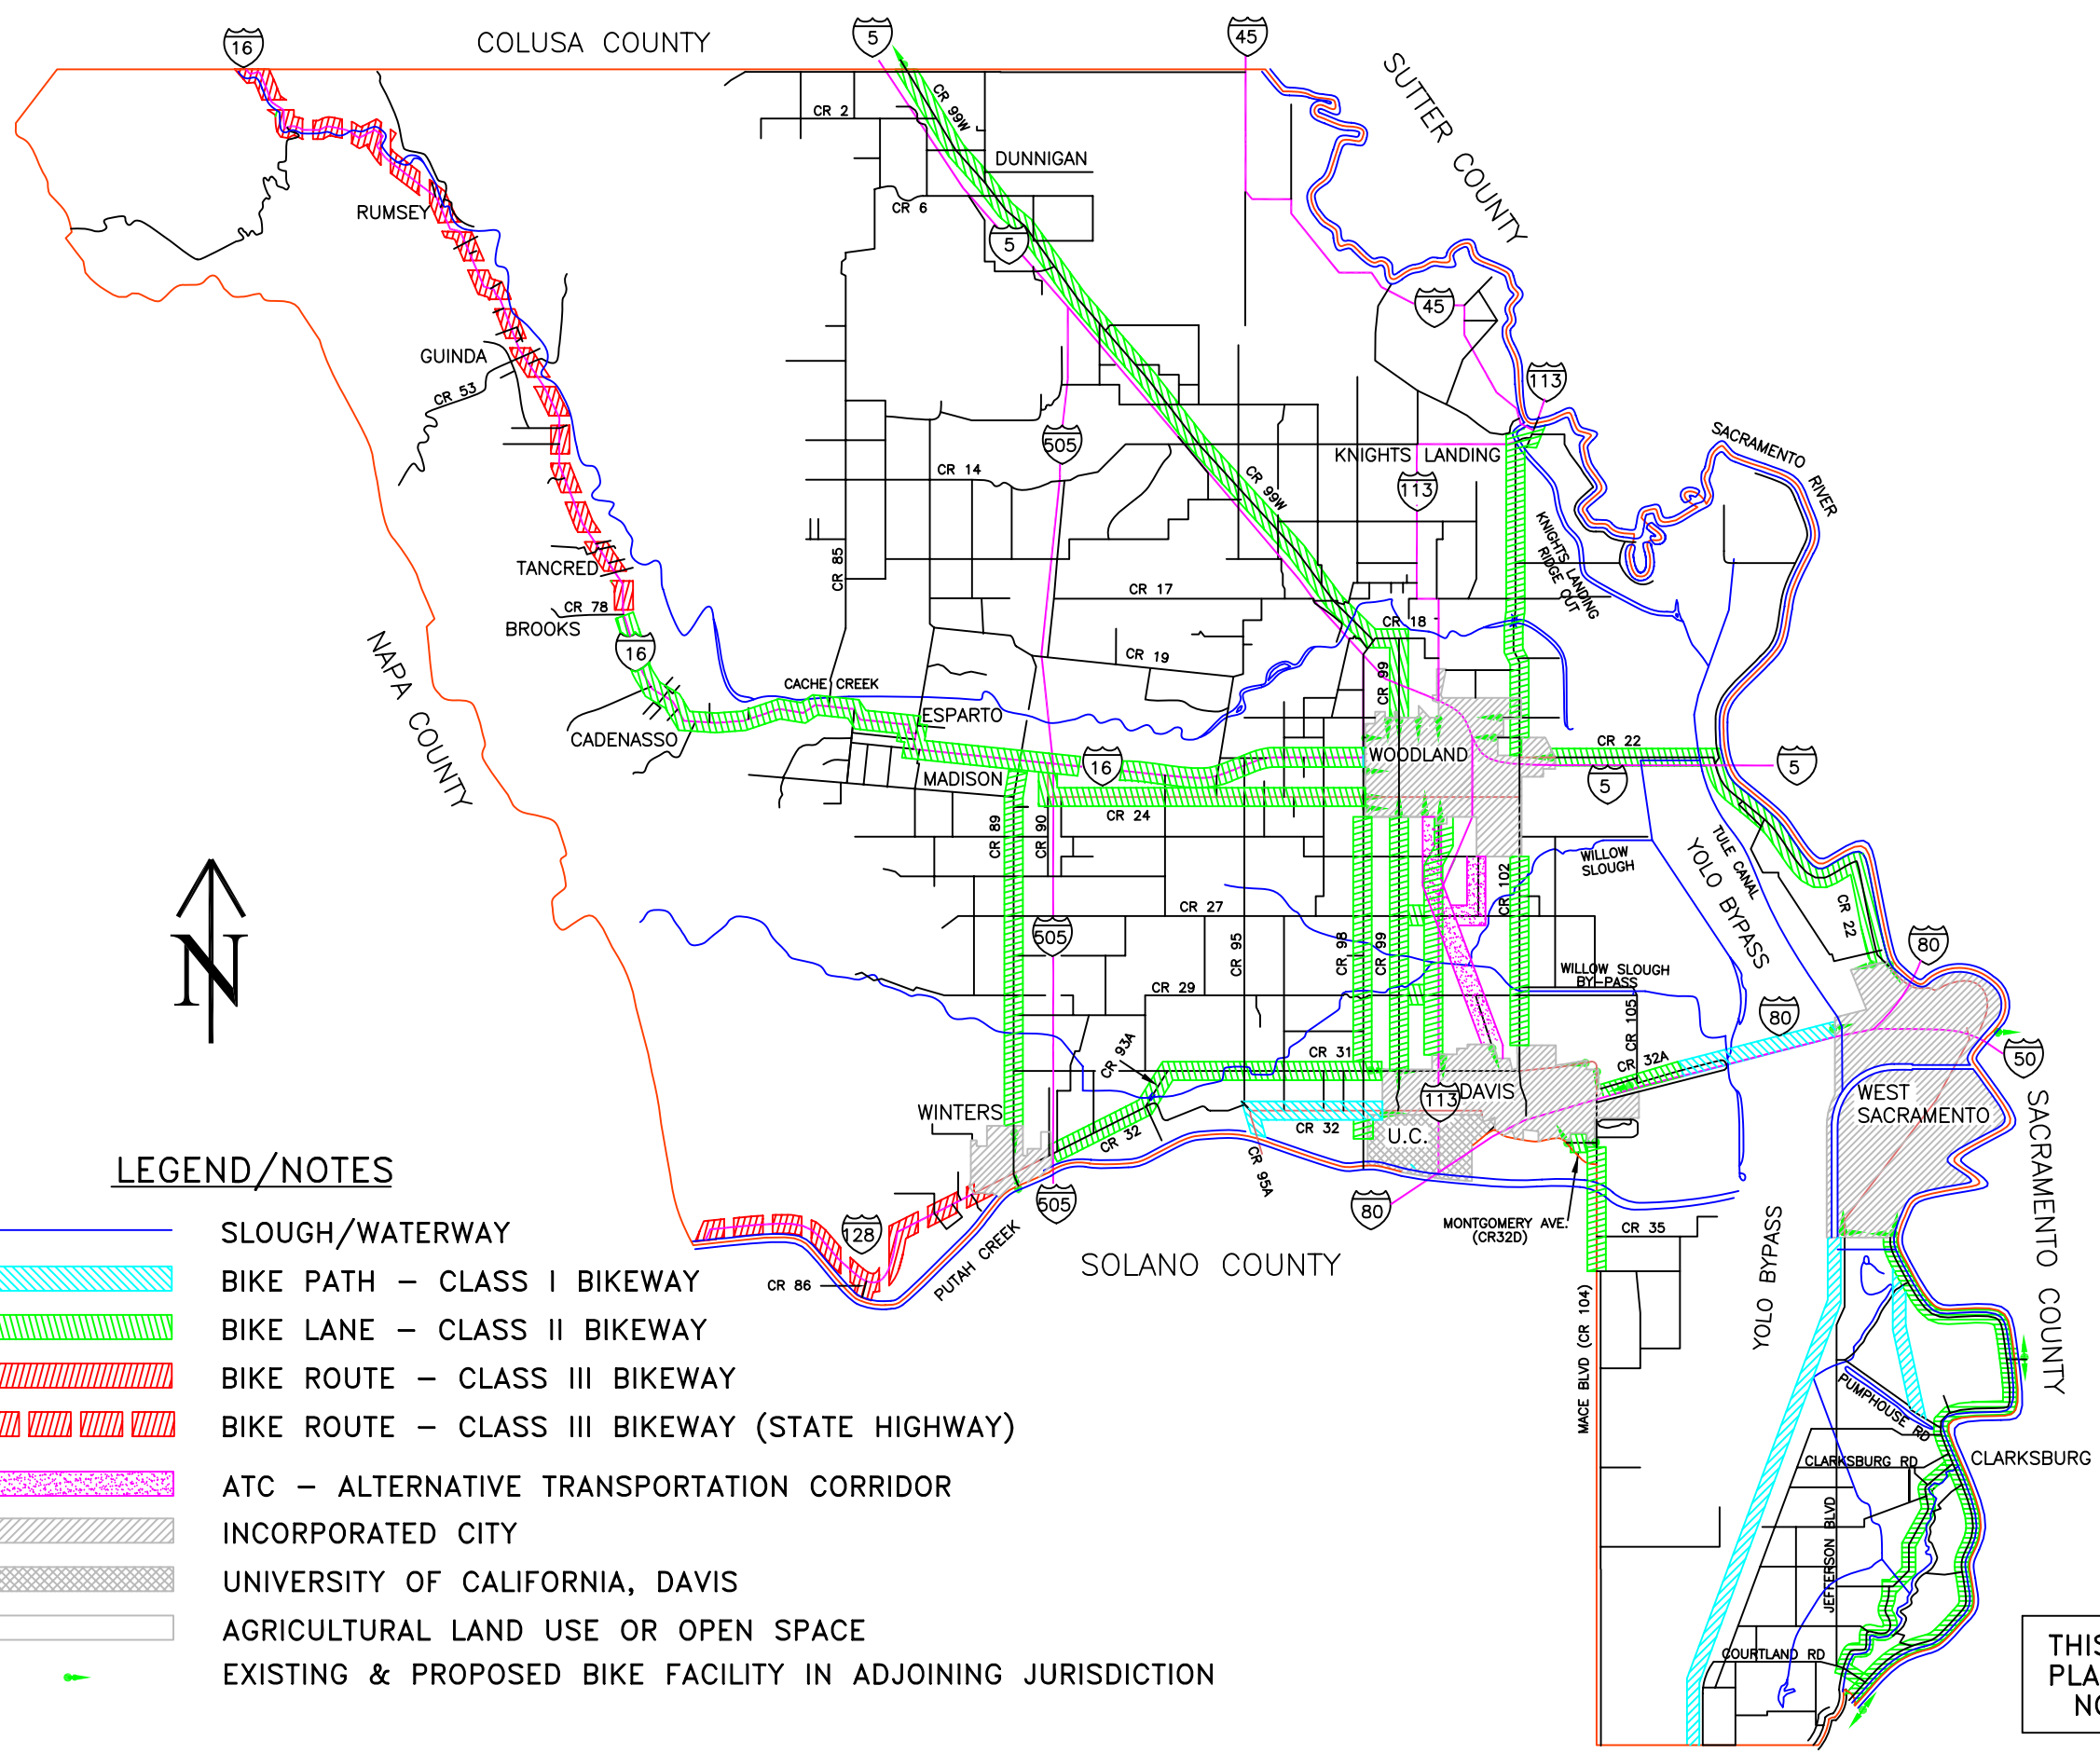 COLUSA COUNTY
16
5
45
SUTTER COUNTY
CR 2
CR 99W
DUNNIGAN
RUMSEY
CR 6
5
45
GUINDA
CR 53
113
505
KNIGHTS LANDING
SACRAMENTO
RIVER
CR 14
CR 99W
113
KNIGHTS LANDING
RIDGE CUT
CR 85
TANCRED
CR 78
CR 17
BROOKS
CR 18
16
NAPA COUNTY
CR 19
CR 99
CACHE CREEK
ESPARTO
CADENASSO
WOODLAND
CR 22
MADISON
16
5
5
CR 24
CR 89
CR 90
WILLOW
SLOUGH
TULE CANAL
YOLO BYPASS
CR 102
CR 27
CR 22
N
505
CR 95
CR 98
CR 99
80
CR 29
WILLOW SLOUGH
BY-PASS
CR 105
80
CR 93A
CR 31
CR 32A
50
WINTERS
113
DAVIS
WEST
SACRAMENTO
CR 32
CR 32
U.C.
SACRAMENTO COUNTY
CR 95A
505
80
MONTGOMERY AVE.
(CR32D)
CR 35
128
PUTAH CREEK
SOLANO COUNTY
CR 86
YOLO BYPASS
MACE BLVD (CR 104)
PUMPHOUSE RD
CLARKSBURG RD
CLARKSBURG
JEFFERSON BLVD
COURTLAND RD
LEGEND/NOTES
SLOUGH/WATERWAY
BIKE PATH - CLASS I BIKEWAY
BIKE LANE - CLASS II BIKEWAY
BIKE ROUTE - CLASS III BIKEWAY
BIKE ROUTE - CLASS III BIKEWAY (STATE HIGHWAY)
ATC - ALTERNATIVE TRANSPORTATION CORRIDOR
INCORPORATED CITY
UNIVERSITY OF CALIFORNIA, DAVIS
AGRICULTURAL LAND USE OR OPEN SPACE
EXISTING & PROPOSED BIKE FACILITY IN ADJOINING JURISDICTION
THIS
PLA
NO